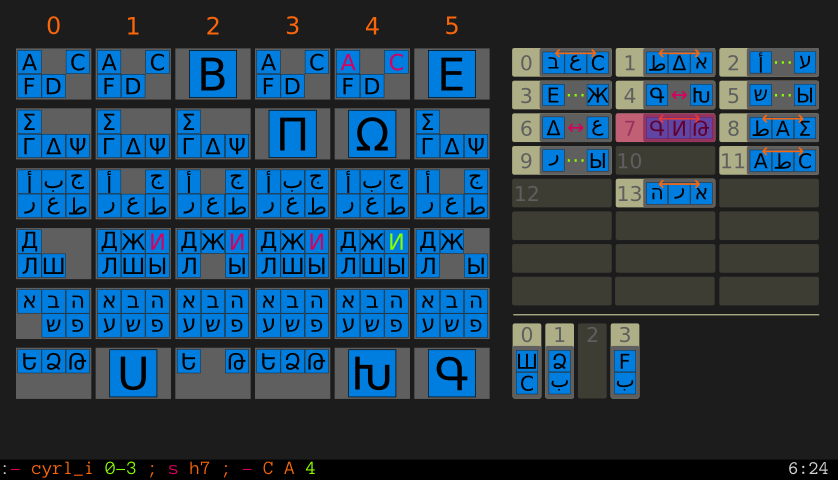 0 1 2 3 4 5
A C A C B A C A C E
F D F D F D F D
Σ Σ Σ Π Ω Σ
Γ Δ Ψ Γ Δ Ψ Γ Δ Ψ Γ Δ Ψ
أ ب ج أ ج أ ج أ ب ج أ ب ج أ ج
ر ع ط ر ع ط ر ع ط ر ع ط ر ع ط ر ع ط
Д Д Ж И Д Ж И Д Ж И Д Ж И Д Ж
Л Ш Л Ш Ы Л Ы Л Ш Ы Л Ш Ы Л Ы
א ב ה א ב ה א ב ה א ב ה א ב ה א ב ה
ש פ ע ש פ ע ש פ ע ש פ ע ש פ ע ש פ
Ե Զ Թ Ս Ե Թ Ե Զ Թ Խ Գ
0 ב ع C 1 ط Δ א 2 أ ··· ע
3 E ··· Ж 4 Գ ↔ Խ 5 ש ··· Ы
6 Δ ↔ ع 7 Գ И Թ 8 ط A Σ
9 ر ··· Ы 10 11 A ط C
12 13 ה ر א
0 1 2 3
Ш Զ F
C ب ب
:— cyrl_i 0—3 ; s h7 ; — C A 4 6:24